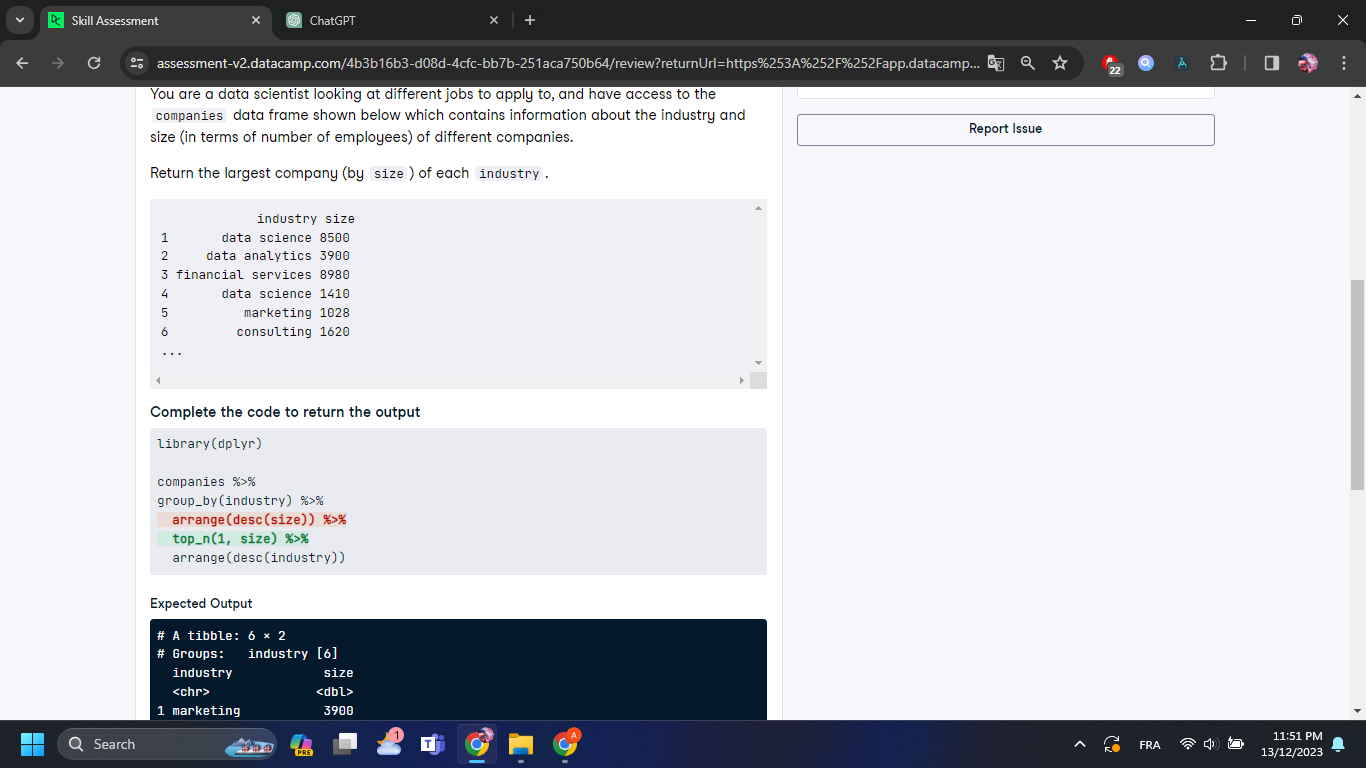 Skill Assessment
ChatGPT
assessment-v2.datacamp.com/4b3b16b3-d08d-4cfc-bb7b-251aca750b64/review?returnUrl=https%253A%252F%252Fapp.datacamp...
22
You are a data scientist looking at different jobs to apply to, and have access to the
companies data frame shown below which contains information about the industry and
size (in terms of number of employees) of different companies.
Return the largest company (by size ) of each industry .
industry size
1 data science 8500
2 data analytics 3900
3 financial services 8980
4 data science 1410
5 marketing 1028
6 consulting 1620
...
Complete the code to return the output
library(dplyr)
companies %>%
group_by(industry) %>%
arrange(desc(size)) %>%
top_n(1, size) %>%
arrange(desc(industry))
Expected Output
# A tibble: 6 × 2
# Groups: industry [6]
industry size
<chr> <dbl>
1 marketing 3900
Report Issue
Search
PRE
1
A
FRA
11:51 PM
13/12/2023